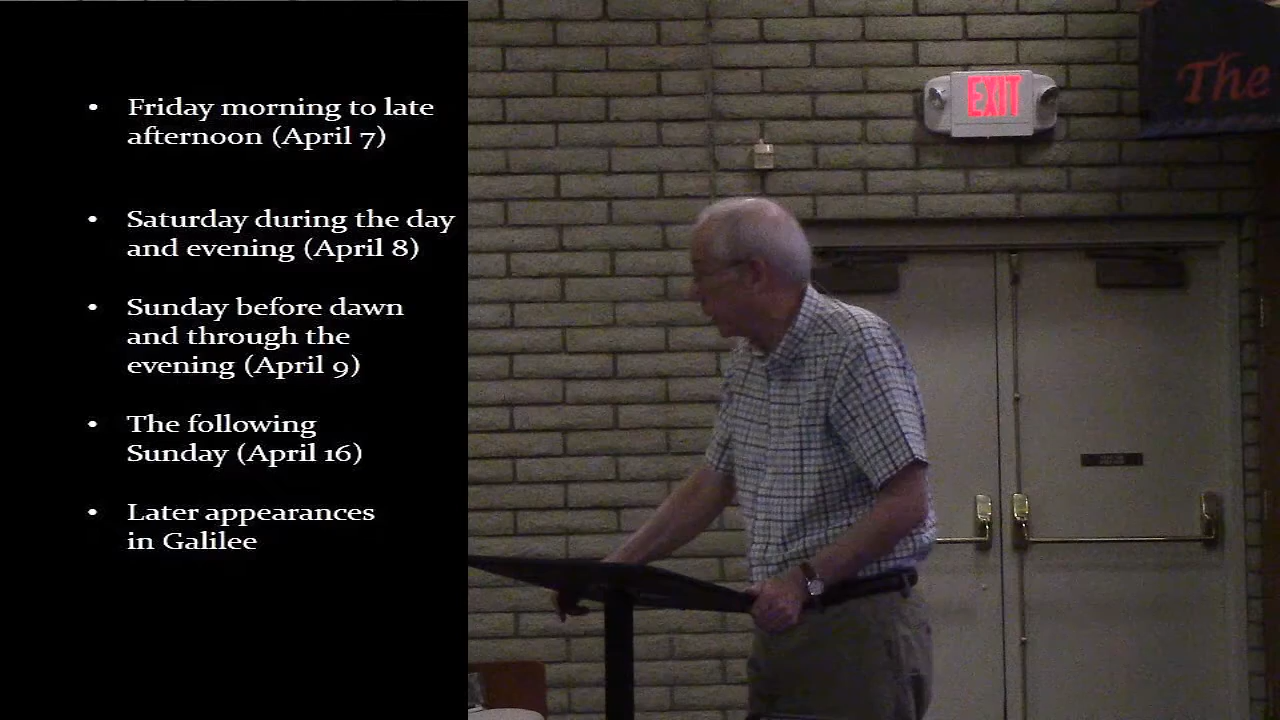 • Friday morning to late
afternoon (April 7)
• Saturday during the day
and evening (April 8)
• Sunday before dawn
and through the
evening (April 9)
• The following
Sunday (April 16)
• Later appearances
in Galilee
EXIT
The